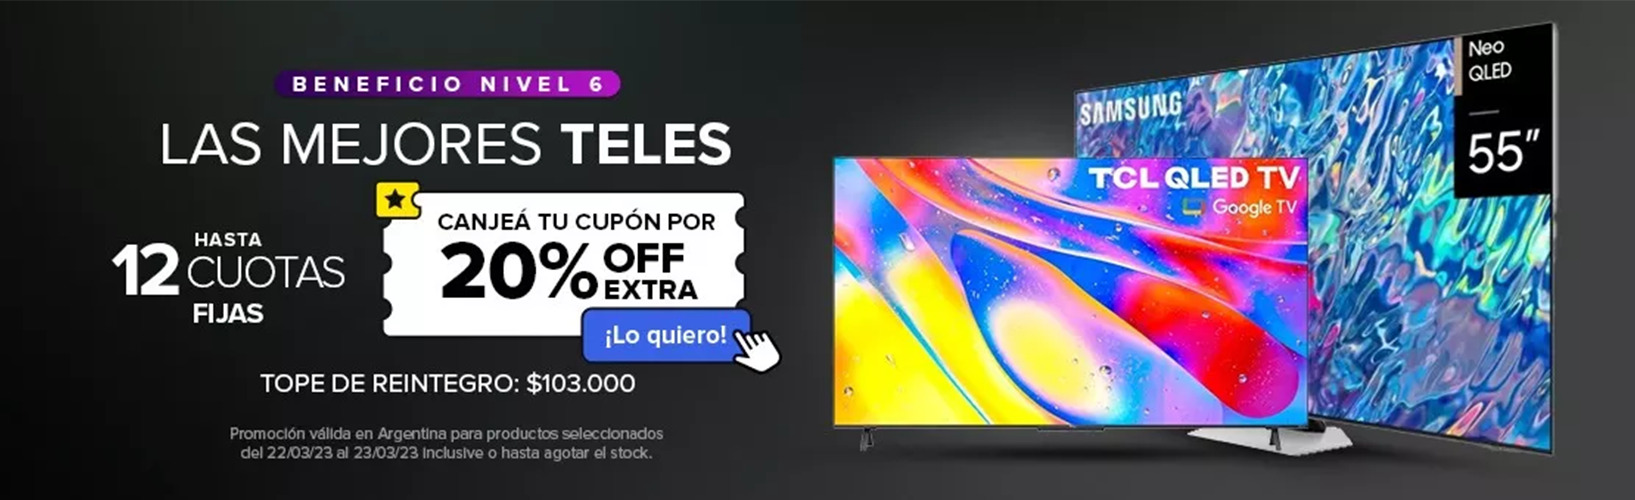 BENEFICIO NIVEL 6
LAS MEJORES TELES
HASTA
12 CUOTAS
FIJAS
CANJEÁ TU CUPÓN POR
20% OFF
EXTRA
¡Lo quiero!
TOPE DE REINTEGRO: $103.000
Promoción válida en Argentina para productos seleccionados
del 22/03/23 al 23/03/23 inclusive o hasta agotar el stock.
SAMSUNG
Neo
QLED
55”
TCL QLED TV
Google TV